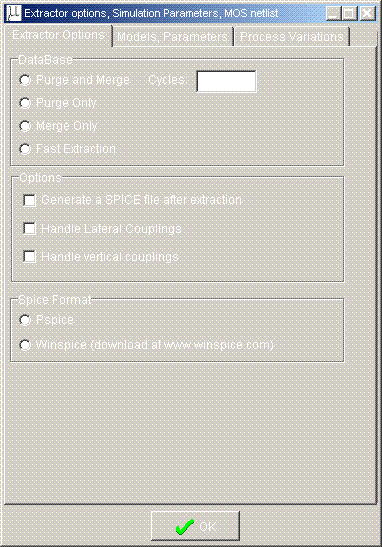 Extractor options, Simulation Parameters, MOS netlist
Extractor Options Models, Parameters Process Variations
DataBase
Purge and Merge Cycles:
Purge Only
Merge Only
Fast Extraction
Options
Generate a SPICE file after extraction
Handle Lateral Couplings
Handle vertical couplings
Spice Format
Pspice
Winspice (download at www.winspice.com)
OK